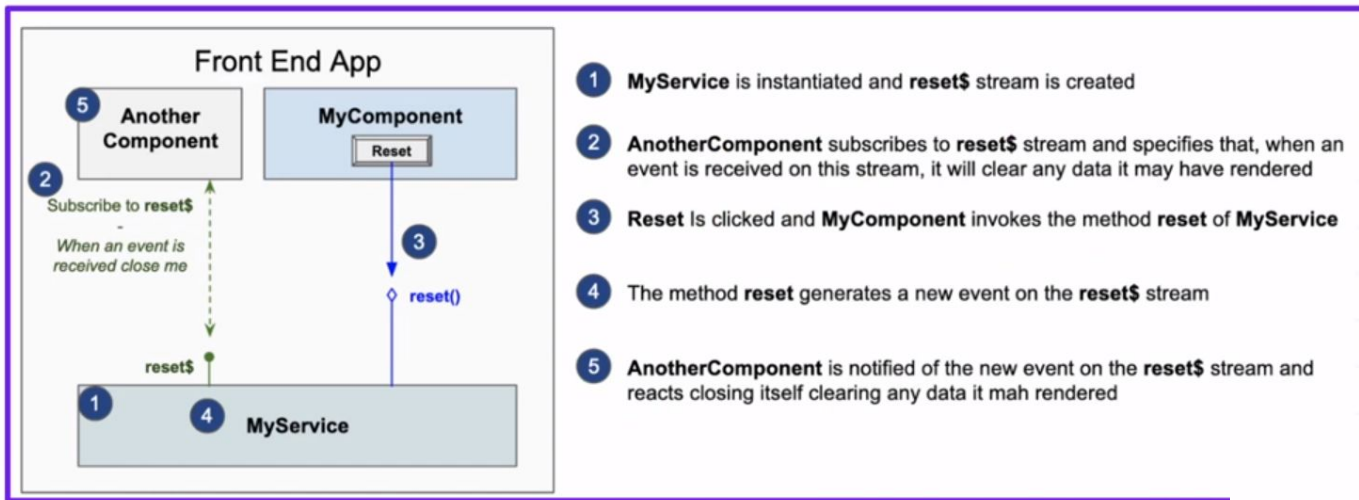 Front End App
5
Another
Component
MyComponent
Reset
2
Subscribe to reset$
-
When an event is
received close me
3
reset()
reset$
1
4
MyService
1 MyService is instantiated and reset$ stream is created
2 AnotherComponent subscribes to reset$ stream and specifies that, when an
event is received on this stream, it will clear any data it may have rendered
3 Reset Is clicked and MyComponent invokes the method reset of MyService
4 The method reset generates a new event on the reset$ stream
5 AnotherComponent is notified of the new event on the reset$ stream and
reacts closing itself clearing any data it mah rendered